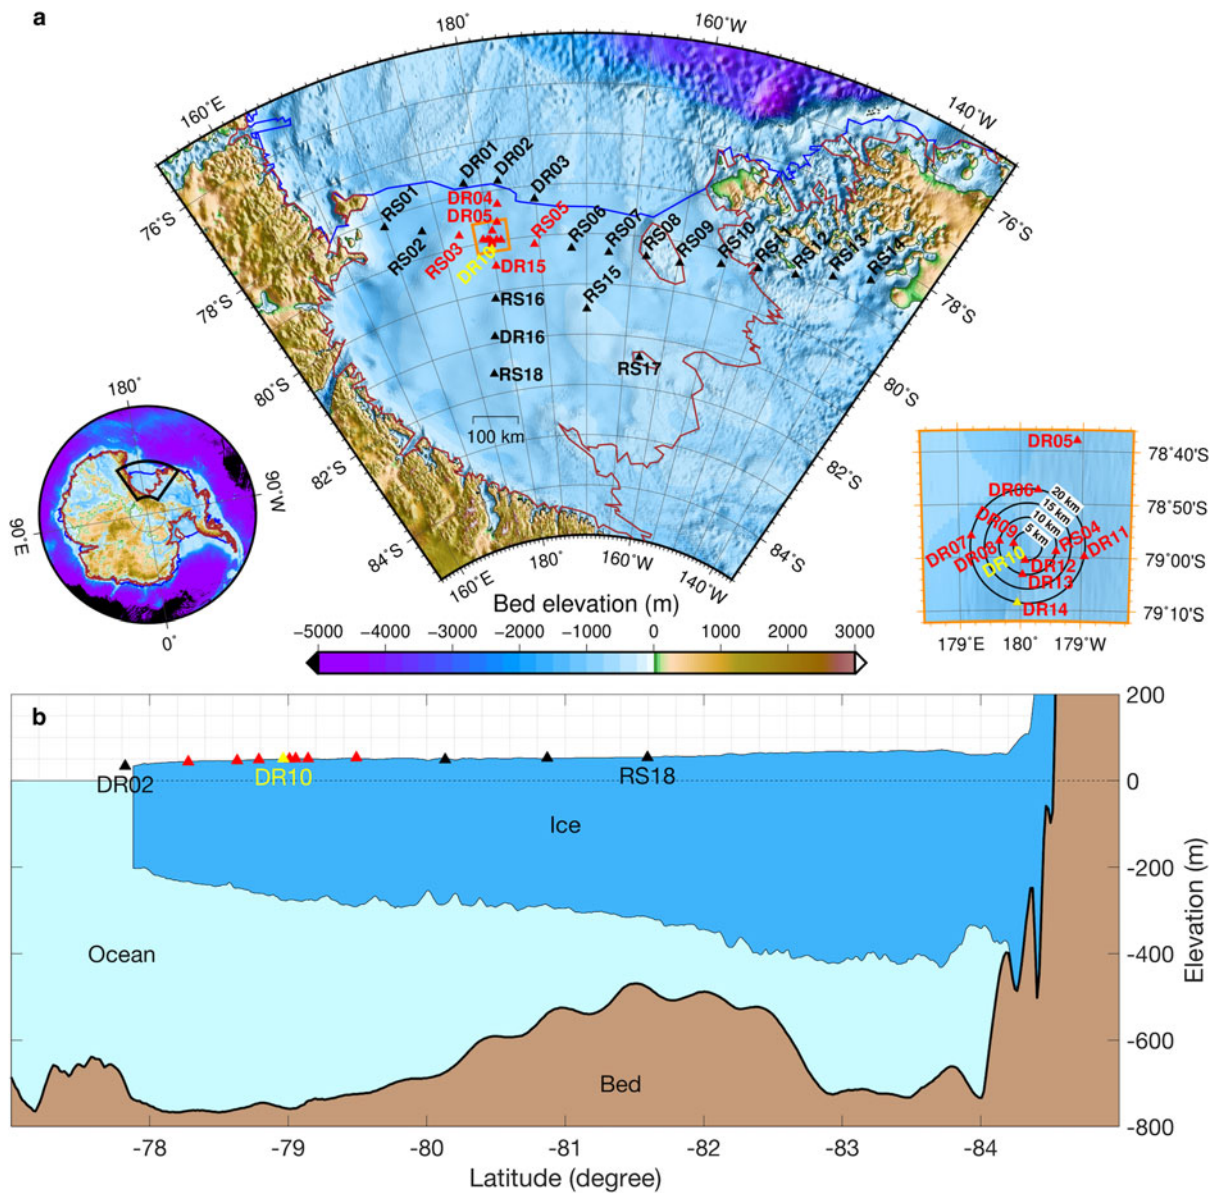 a
180˚
160˚W
160˚E
140˚W
76˚S
76˚S
78˚S
78˚S
80˚S
80˚S
82˚S
82˚S
84˚S
84˚S
160˚E
180˚
160˚W
140˚W
DR01
DR02
DR03
RS01
DR04
DR05
RS02
RS03
DR10
RS05
RS06
RS07
RS08
RS09
RS10
RS11
RS12
RS13
RS14
DR15
RS16
RS15
DR16
RS17
RS18
100 km
180˚
90˚W
90˚E
0˚
DR05
78˚40'S
DR06
20 km
15 km
10 km
5 km
78˚50'S
DR09
RS04
DR11
DR07
DR08
DR10
DR12
79˚00'S
DR13
DR14
79˚10'S
179˚E
180˚
179˚W
Bed elevation (m)
−5000 −4000 −3000 −2000 −1000 0 1000 2000 3000
b
200
DR02
DR10
RS18
0
Ice
-200
Ocean
-400
Elevation (m)
-600
Bed
-800
-78 -79 -80 -81 -82 -83 -84
Latitude (degree)